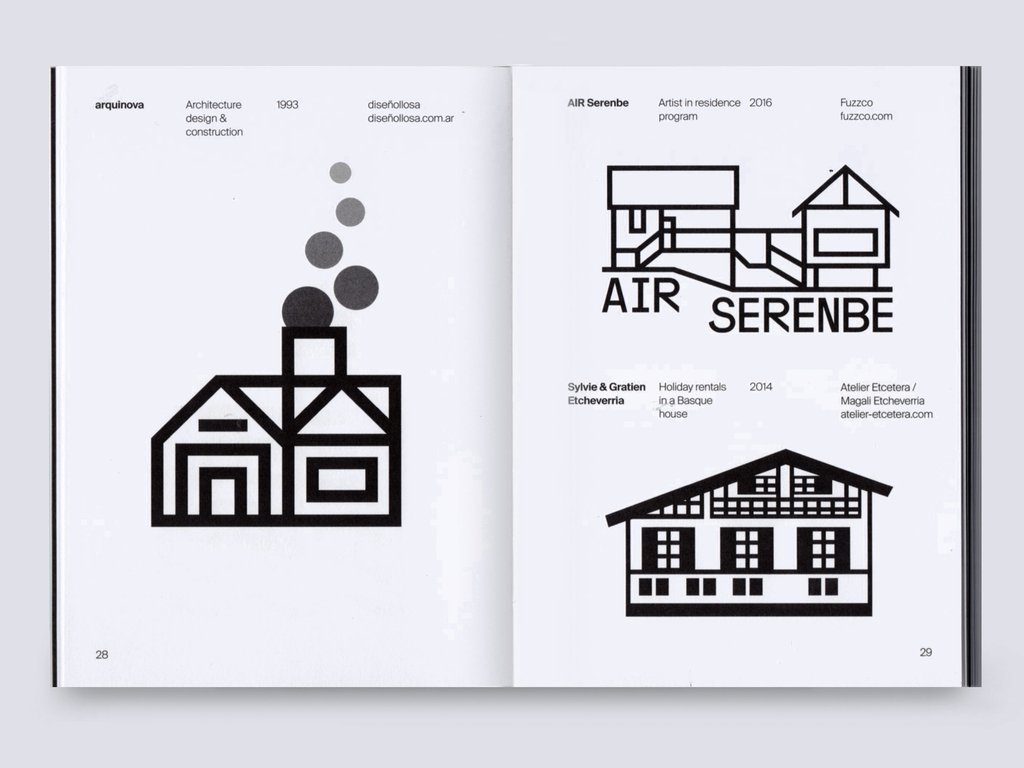 arquinova
Architecture
design &
construction
1993
diseñollosa
diseñollosa.com.ar
28
AIR Serenbe
Artist in residence
program
2016
Fuzzco
fuzzco.com
AIR
SERENBE
Sylvie & Gratien
Etcheverria
Holiday rentals
in a Basque
house
2014
Atelier Etcetera /
Magali Etcheverria
atelier-etcetera.com
29